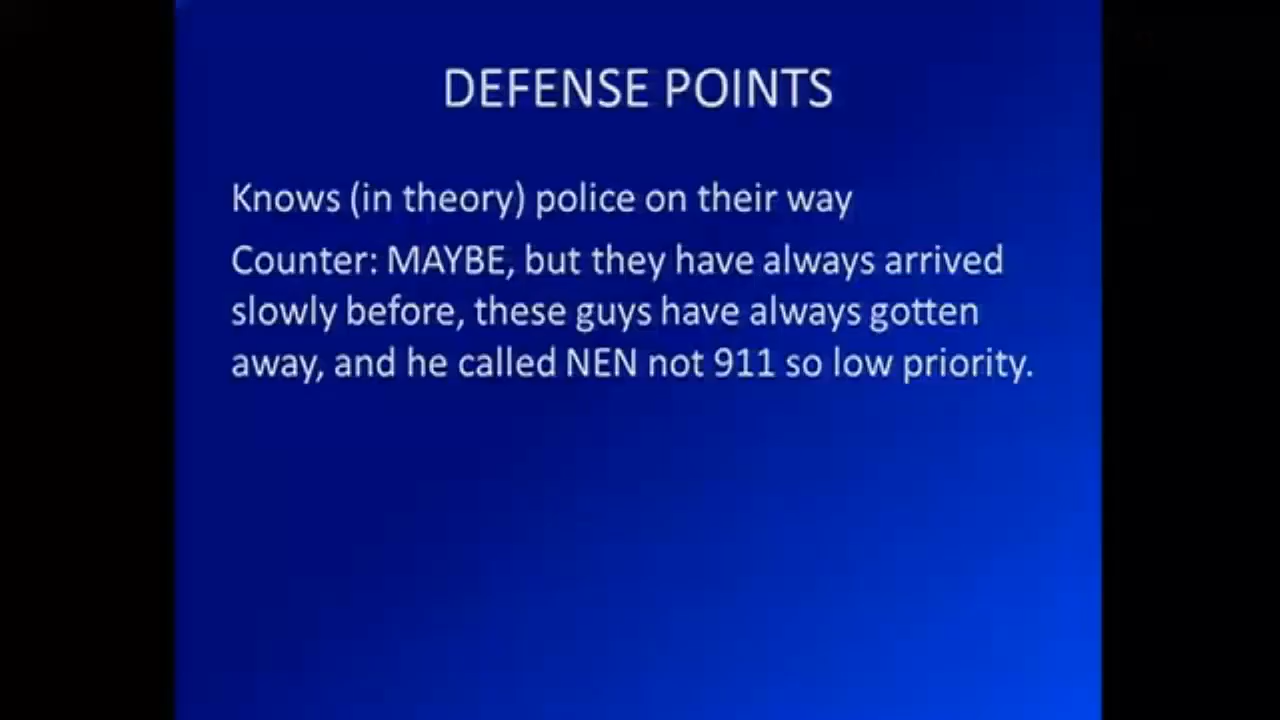 DEFENSE POINTS
Knows (in theory) police on their way
Counter: MAYBE, but they have always arrived
slowly before, these guys have always gotten
away, and he called NEN not 911 so low priority.